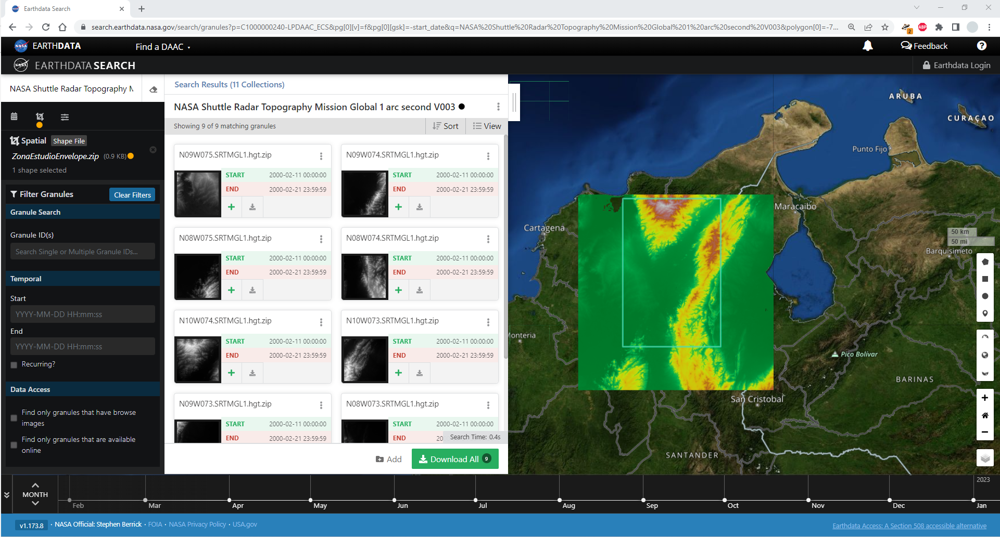 Earthdata Search
search.earthdata.nasa.gov/search/granules?p=C1000000240-LPDAAC_ECS&pg[0][v]=f&pg[0][gsk]=-start_date&q=NASA%20Shuttle%20Radar%20Topography%20Mission%20Global%201%20arc%20second%20V003&polygon[0]=-7...
2
ABP
NASA
EARTHDATA
Find a DAAC
Feedback
?
NASA
EARTHDATA SEARCH
Earthdata Login
NASA Shuttle Radar Topography M
Spatial Shape File
ZonaEstudioEnvelope.zip (0.9 KB)
1 shape selected
Filter Granules
Clear Filters
Granule Search
Granule ID(s)
Search Single or Multiple Granule IDs...
Temporal
Start
YYYY-MM-DD HH:mm:ss
End
YYYY-MM-DD HH:mm:ss
Recurring?
Data Access
Find only granules that have browse
images
Find only granules that are available
online
Search Results (11 Collections)
NASA Shuttle Radar Topography Mission Global 1 arc second V003
Showing 9 of 9 matching granules
Sort
View
N09W075.SRTMGL1.hgt.zip
START 2000-02-11 00:00:00
END 2000-02-21 23:59:59
N09W074.SRTMGL1.hgt.zip
START 2000-02-11 00:00:00
END 2000-02-21 23:59:59
N08W075.SRTMGL1.hgt.zip
START 2000-02-11 00:00:00
END 2000-02-21 23:59:59
N08W074.SRTMGL1.hgt.zip
START 2000-02-11 00:00:00
END 2000-02-21 23:59:59
N10W074.SRTMGL1.hgt.zip
START 2000-02-11 00:00:00
END 2000-02-21 23:59:59
N10W073.SRTMGL1.hgt.zip
START 2000-02-11 00:00:00
END 2000-02-21 23:59:59
N09W073.SRTMGL1.hgt.zip
START 2000-02-11 00:00:00
END 2000-02-21 23:59:59
N08W073.SRTMGL1.hgt.zip
START 2000-02-11 00:00:00
END 20
Search Time: 0.4s
Add
Download All 9
ARUBA
CURAÇAO
Punto Fijo
Maracaibo
Cartagena
50 km
50 mi
Barquisimeto
Monteria
Pico Bolívar
BARINAS
San Cristobal
SANTANDER
MONTH
2023
Feb
Mar
Apr
May
Jun
Jul
Aug
Sep
Oct
Nov
Dec
Jan
v1.173.8 · NASA Official: Stephen Berrick · FOIA · NASA Privacy Policy · USA.gov
Earthdata Access: A Section 508 accessible alternative